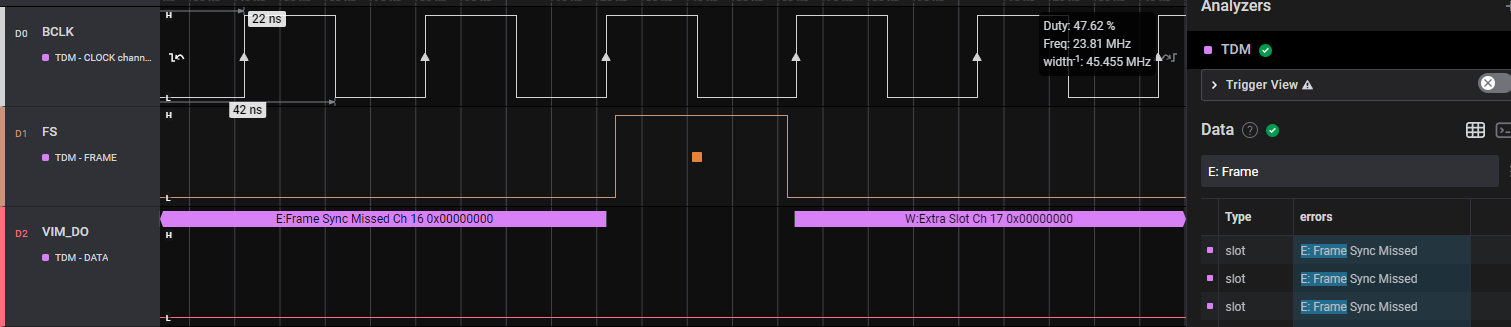 Analyzers
D0
BCLK
TDM - CLOCK chann...
H
L
22 ns
42 ns
Duty: 47.62 %
Freq: 23.81 MHz
width-1: 45.455 MHz
TDM
Trigger View
D1
FS
TDM - FRAME
H
L
Data
E: Frame
E:Frame Sync Missed Ch 16 0x00000000
W:Extra Slot Ch 17 0x00000000
D2
VIM_DO
TDM - DATA
H
L
Type
errors
slot
E: Frame Sync Missed
slot
E: Frame Sync Missed
slot
E: Frame Sync Missed